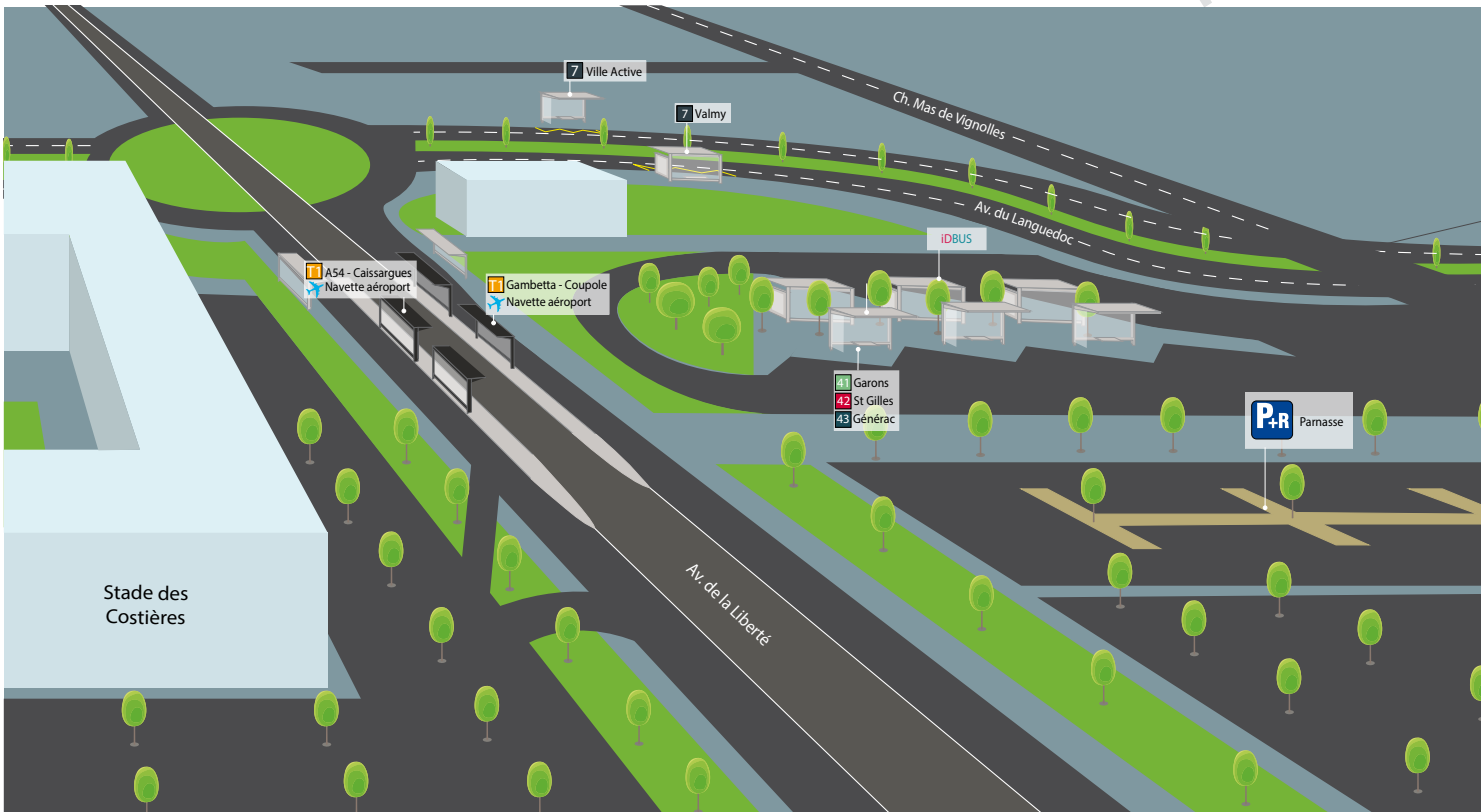 7 Ville Active
7 Valmy
Ch. Mas de Vignolles
Av. du Languedoc
iDBUS
T1 A54 - Caissargues
Navette aéroport
T1 Gambetta - Coupole
Navette aéroport
41 Garons
42 St Gilles
43 Générac
P+R Parnasse
Av. de la Liberté
Stade des
Costières